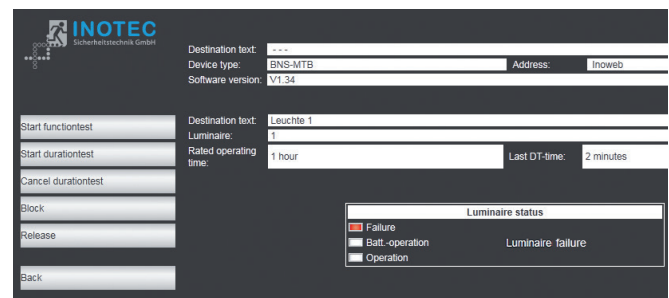 INOTEC
Sicherheitstechnik GmbH
Destination text: - - -
Device type: BNS-MTB Address: Inoweb
Software version: V1.34
Start functiontest
Start durationtest
Cancel durationtest
Block
Release
Back
Destination text: Leuchte 1
Luminaire: 1
Rated operating
time: 1 hour Last DT-time: 2 minutes
Luminaire status
Failure
Batt.-operation Luminaire failure
Operation